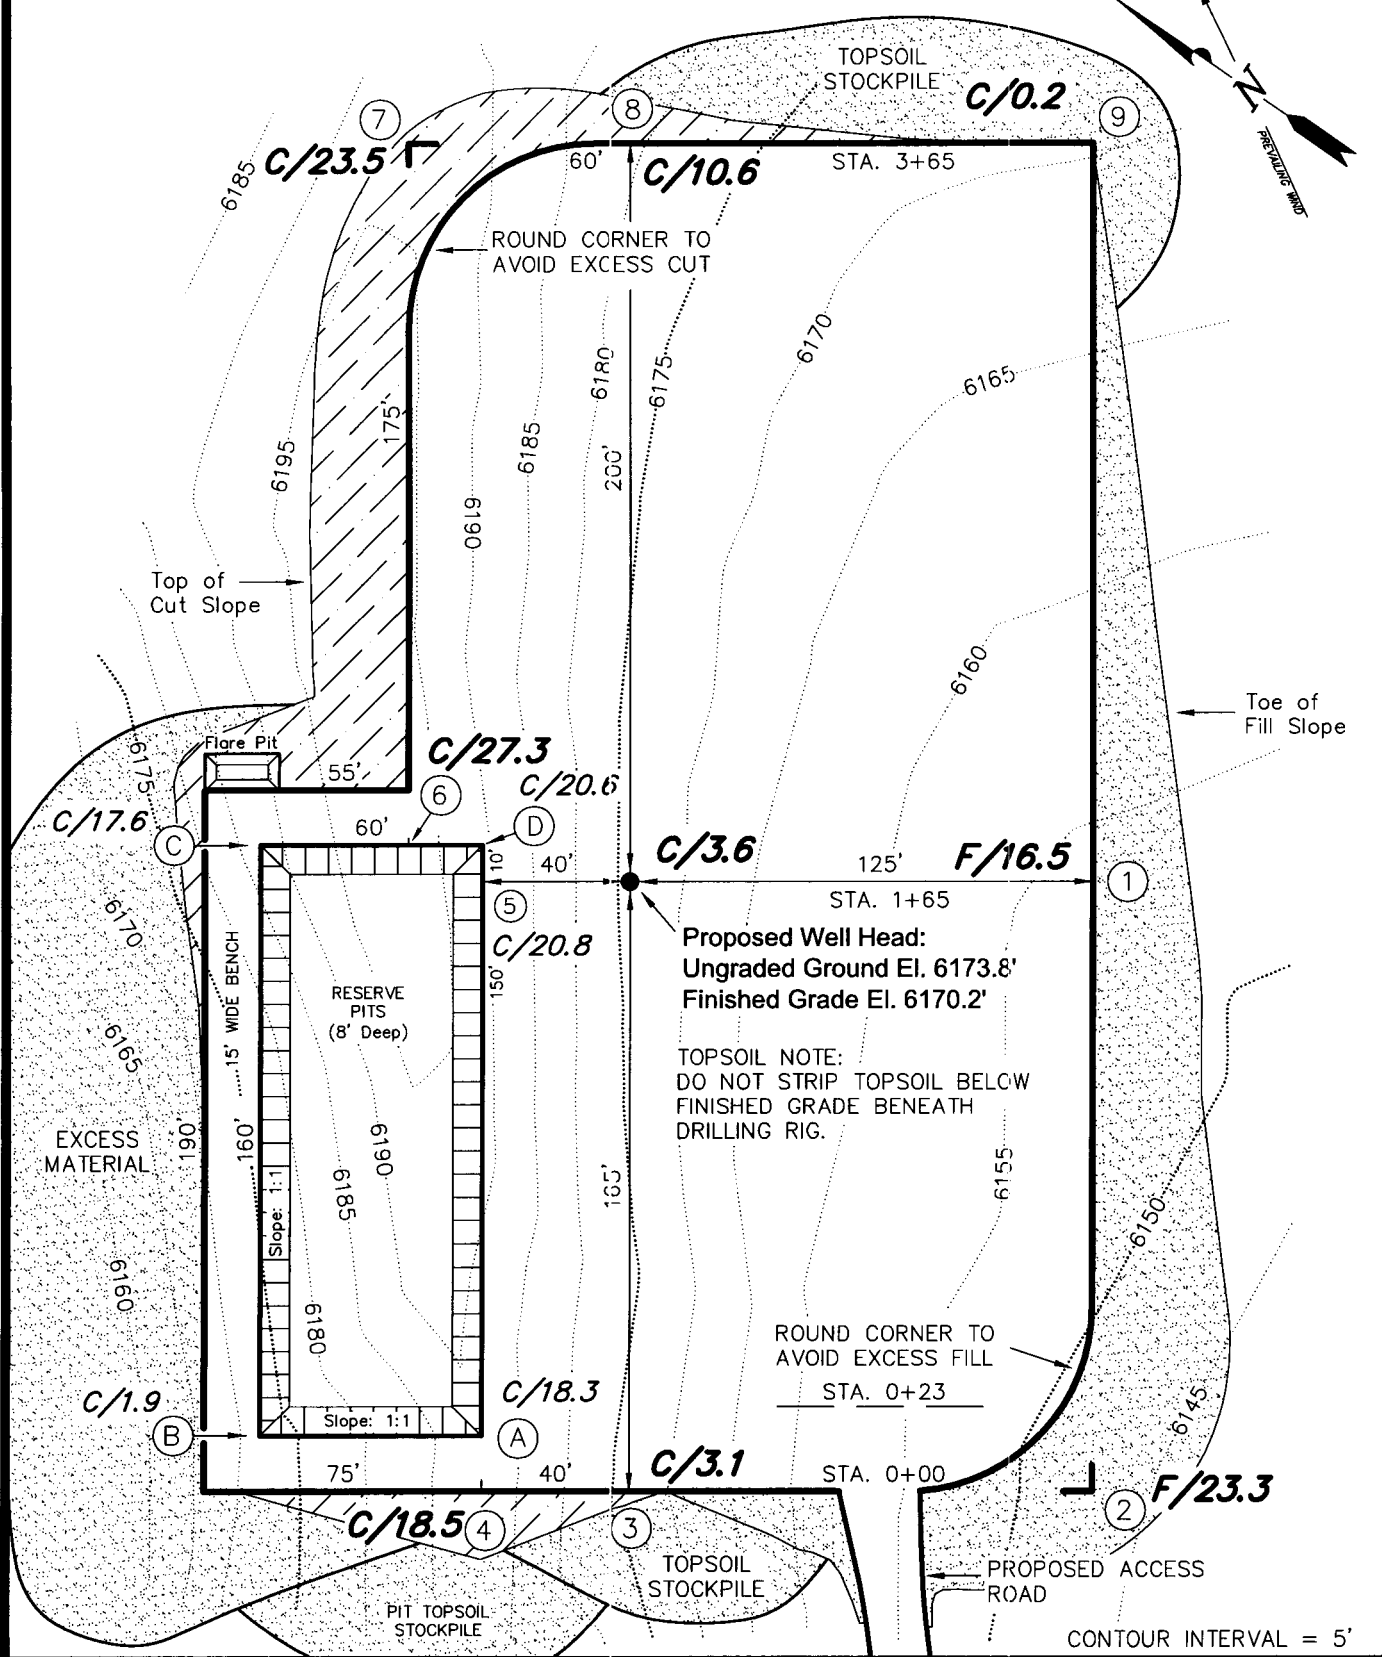 TOPSOIL
STOCKPILE
C/0.2
N
PREVAILING WIND
7
8
9
C/23.5
60'
C/10.6
STA. 3+65
6185
ROUND CORNER TO
AVOID EXCESS CUT
6170
6180
6175
6165
175'
6195
6185
200'
6190
Top of
Cut Slope
6160
Toe of
Fill Slope
6175
Flare Pit
55'
C/27.3
6
C/20.6
C/17.6
C
60'
D
10'
40'
C/3.6
125'
F/16.5
1
5
STA. 1+65
C/20.8
6170
15' WIDE BENCH
RESERVE
PITS
(8' Deep)
150'
Proposed Well Head:
Ungraded Ground El. 6173.8'
Finished Grade El. 6170.2'
6165
TOPSOIL NOTE:
DO NOT STRIP TOPSOIL BELOW
FINISHED GRADE BENEATH
DRILLING RIG.
EXCESS
MATERIAL
190'
160'
6190
6185
Slope: 1:1
165'
6155
6150
6160
6180
ROUND CORNER TO
AVOID EXCESS FILL
STA. 0+23
C/1.9
B
C/18.3
Slope: 1:1
A
6145
75'
40'
C/3.1
STA. 0+00
F/23.3
2
C/18.5
4
3
TOPSOIL
STOCKPILE
PROPOSED ACCESS
ROAD
PIT TOPSOIL
STOCKPILE
CONTOUR INTERVAL = 5'